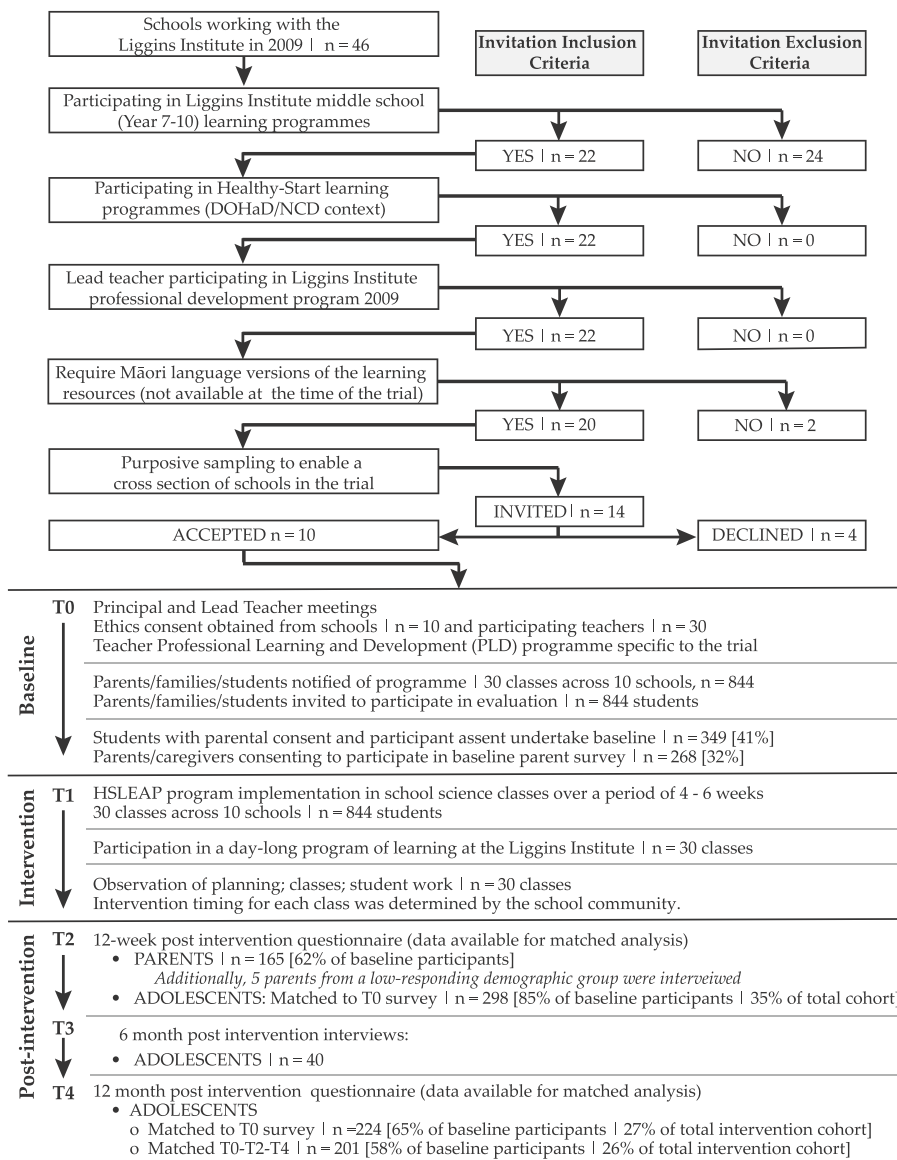 Schools working with the
Liggins Institute in 2009 | n = 46
Invitation Inclusion
Criteria
Invitation Exclusion
Criteria
Participating in Liggins Institute middle school
(Year 7-10) learning programmes
YES | n = 22
NO | n = 24
Participating in Healthy-Start learning
programmes (DOHaD/NCD context)
YES | n = 22
NO | n = 0
Lead teacher participating in Liggins Institute
professional development program 2009
YES | n = 22
NO | n = 0
Require Māori language versions of the learning
resources (not available at the time of the trial)
YES | n = 20
NO | n = 2
Purposive sampling to enable a
cross section of schools in the trial
INVITED | n = 14
ACCEPTED n = 10
DECLINED | n = 4
Baseline
T0
Principal and Lead Teacher meetings
Ethics consent obtained from schools | n = 10 and participating teachers | n = 30
Teacher Professional Learning and Development (PLD) programme specific to the trial
Parents/families/students notified of programme | 30 classes across 10 schools, n = 844
Parents/families/students invited to participate in evaluation | n = 844 students
Students with parental consent and participant assent undertake baseline | n = 349 [41%]
Parents/caregivers consenting to participate in baseline parent survey | n = 268 [32%]
Intervention
T1
HSLEAP program implementation in school science classes over a period of 4 - 6 weeks
30 classes across 10 schools | n = 844 students
Participation in a day-long program of learning at the Liggins Institute | n = 30 classes
Observation of planning; classes; student work | n = 30 classes
Intervention timing for each class was determined by the school community.
Post-intervention
T2
12-week post intervention questionnaire (data available for matched analysis)
• PARENTS | n = 165 [62% of baseline participants]
Additionally, 5 parents from a low-responding demographic group were interveiwed
• ADOLESCENTS: Matched to T0 survey | n = 298 [85% of baseline participants | 35% of total cohort]
T3
6 month post intervention interviews:
• ADOLESCENTS | n = 40
T4
12 month post intervention questionnaire (data available for matched analysis)
• ADOLESCENTS
o Matched to T0 survey | n =224 [65% of baseline participants | 27% of total intervention cohort]
o Matched T0-T2-T4 | n = 201 [58% of baseline participants | 26% of total intervention cohort]